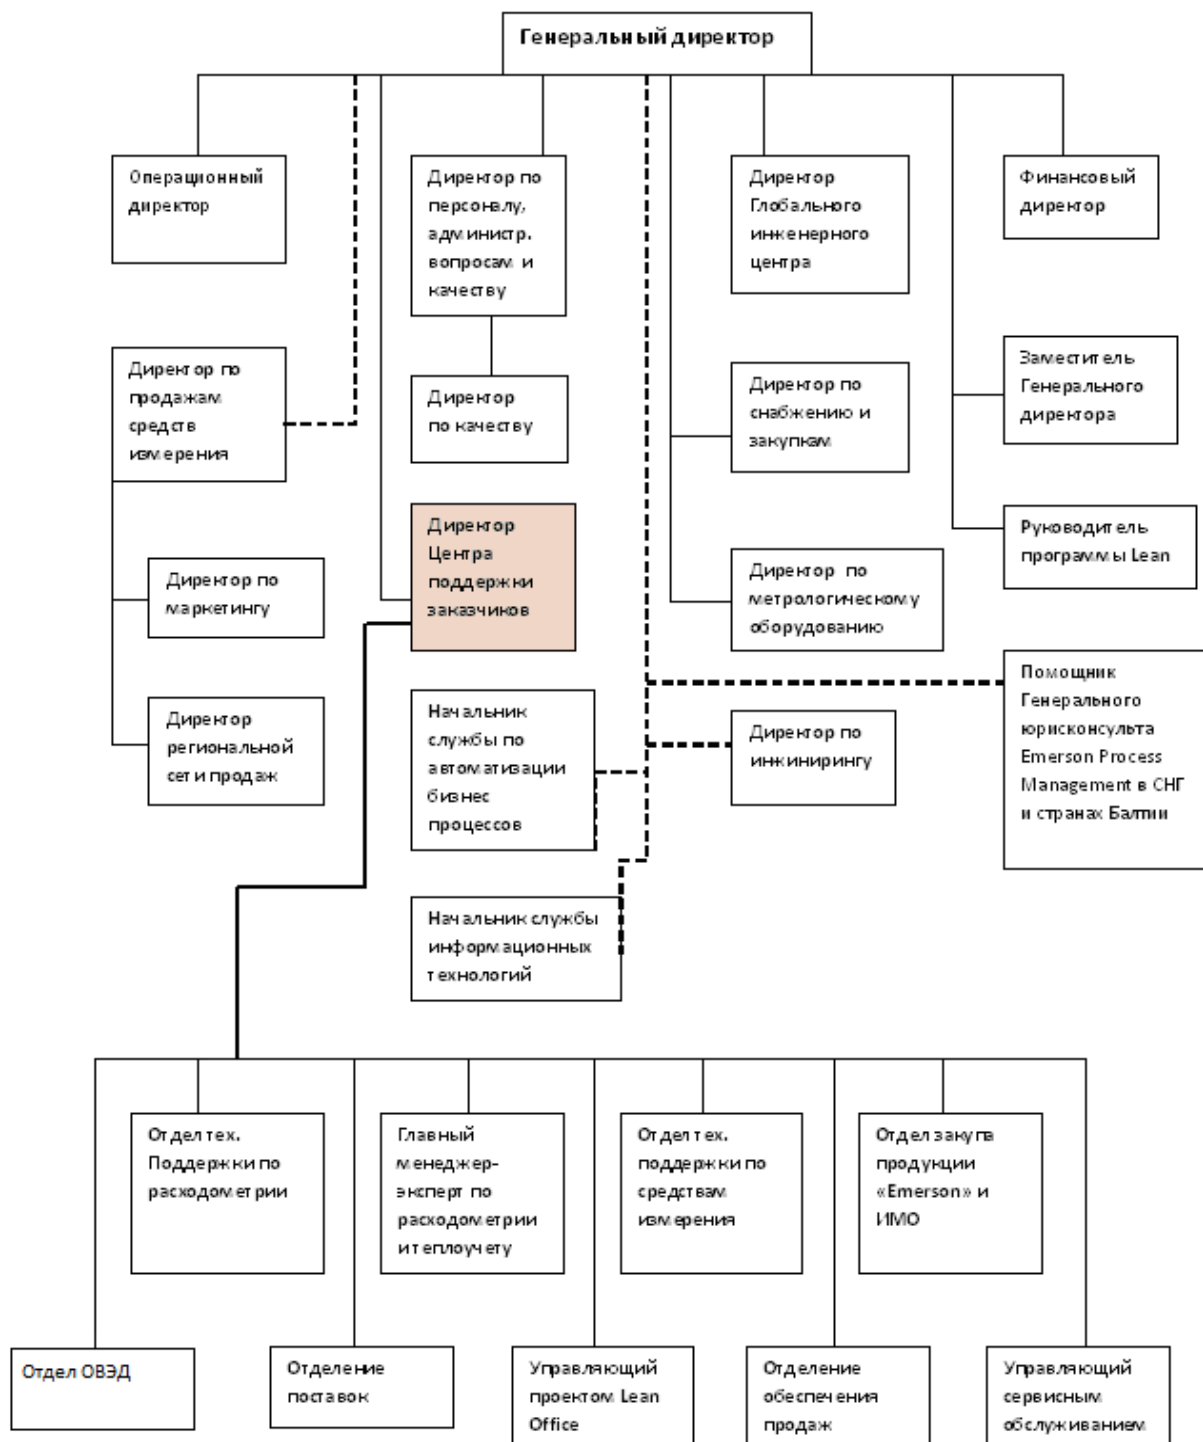 Генеральный директор
Операционный
директор
Директор по
персоналу,
администр.
вопросам и
качеству
Директор
Глобального
инженерного
центра
Финансовый
директор
Директор по
продажам
средств
измерения
Директор
по качеству
Директор по
снабжению и
закупкам
Заместитель
Генерального
директора
Директор
Центра
поддержки
заказчиков
Руководитель
программы Lean
Директор по
маркетингу
Директор по
метрологическому
оборудованию
Директор
региональной
сети продаж
Начальник
службы по
автоматизации
бизнес
процессов
Директор по
инжинирингу
Помощник
Генерального
юрисконсульта
Emerson Process
Management в СНГ
и странах Балтии
Начальник службы
информационных
технологий
Отдел тех.
Поддержки по
расходометрии
Главный
менеджер-
эксперт по
расходометрии
и теплоучету
Отдел тех.
поддержки по
средствам
измерения
Отдел закупа
продукции
«Emerson» и
ИМО
Отдел ОВЭД
Отделение
поставок
Управляющий
проектом Lean
Office
Отделение
обеспечения
продаж
Управляющий
сервисным
обслуживанием